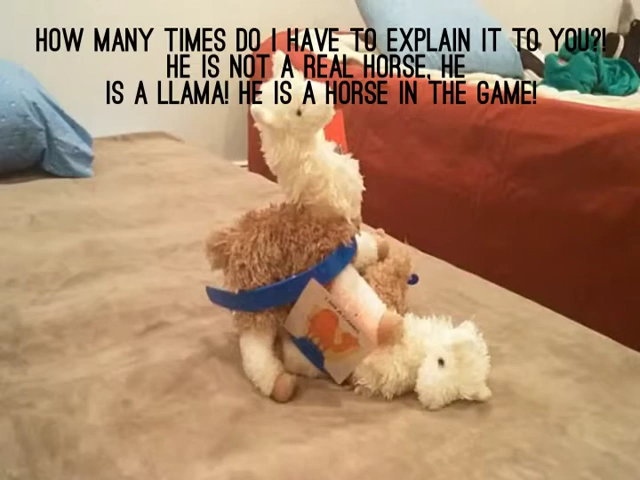 HOW MANY TIMES DO I HAVE TO EXPLAIN IT TO YOU?!
HE IS NOT A REAL HORSE, HE
IS A LLAMA! HE IS A HORSE IN THE GAME!